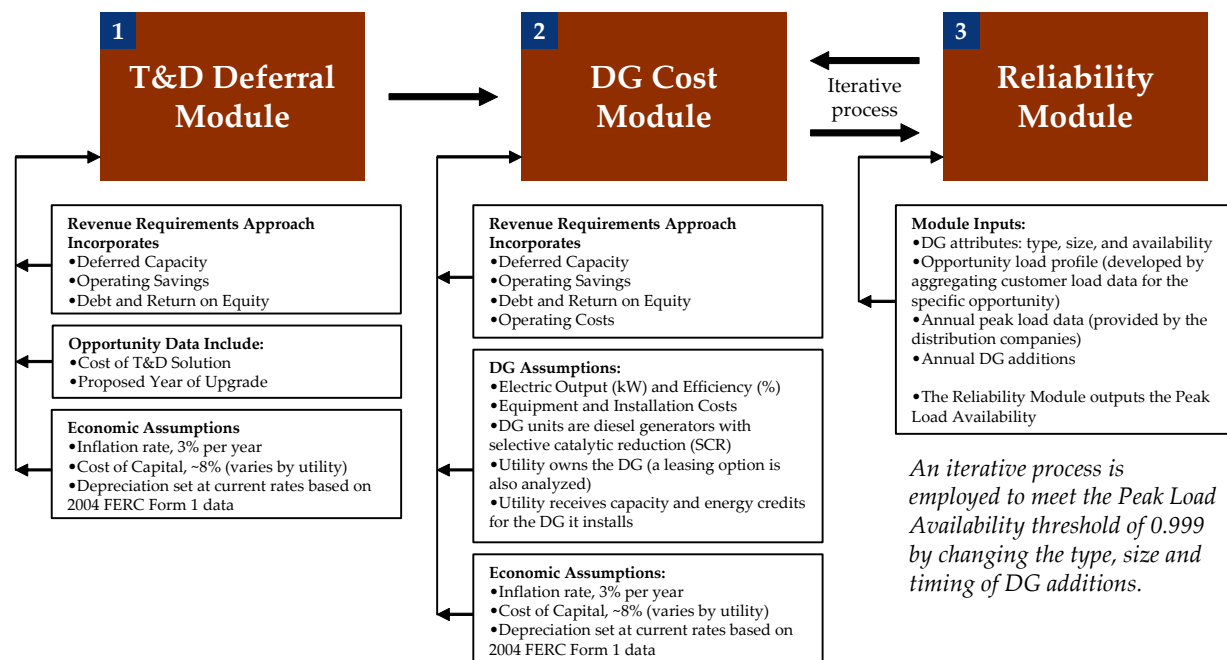 1
T&D Deferral
Module
2
DG Cost
Module
Iterative
process
3
Reliability
Module
Revenue Requirements Approach
Incorporates
•Deferred Capacity
•Operating Savings
•Debt and Return on Equity
Opportunity Data Include:
•Cost of T&D Solution
•Proposed Year of Upgrade
Economic Assumptions
•Inflation rate, 3% per year
•Cost of Capital, ~8% (varies by utility)
•Depreciation set at current rates based on
2004 FERC Form 1 data
Revenue Requirements Approach
Incorporates
•Deferred Capacity
•Operating Savings
•Debt and Return on Equity
•Operating Costs
DG Assumptions:
•Electric Output (kW) and Efficiency (%)
•Equipment and Installation Costs
•DG units are diesel generators with
selective catalytic reduction (SCR)
•Utility owns the DG (a leasing option is
also analyzed)
•Utility receives capacity and energy credits
for the DG it installs
Economic Assumptions:
•Inflation rate, 3% per year
•Cost of Capital, ~8% (varies by utility)
•Depreciation set at current rates based on
2004 FERC Form 1 data
Module Inputs:
•DG attributes: type, size, and availability
•Opportunity load profile (developed by
aggregating customer load data for the
specific opportunity)
•Annual peak load data (provided by the
distribution companies)
•Annual DG additions
•The Reliability Module outputs the Peak
Load Availability
An iterative process is
employed to meet the Peak Load
Availability threshold of 0.999
by changing the type, size and
timing of DG additions.